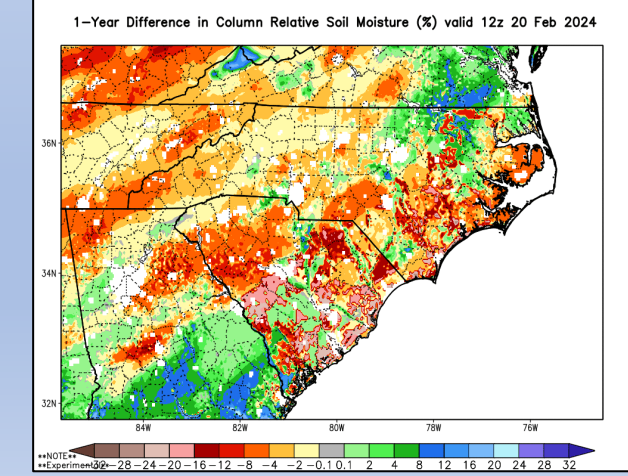 1-Year Difference in Column Relative Soil Moisture (%) valid 12z 20 Feb 2024
36N
34N
32N
84W 82W 80W 78W 76W
**NOTE**
**Experimental -28 -24 -20 -16 -12 -8 -4 -2 -0.1 0.1 2 4 8 12 16 20 24 28 32